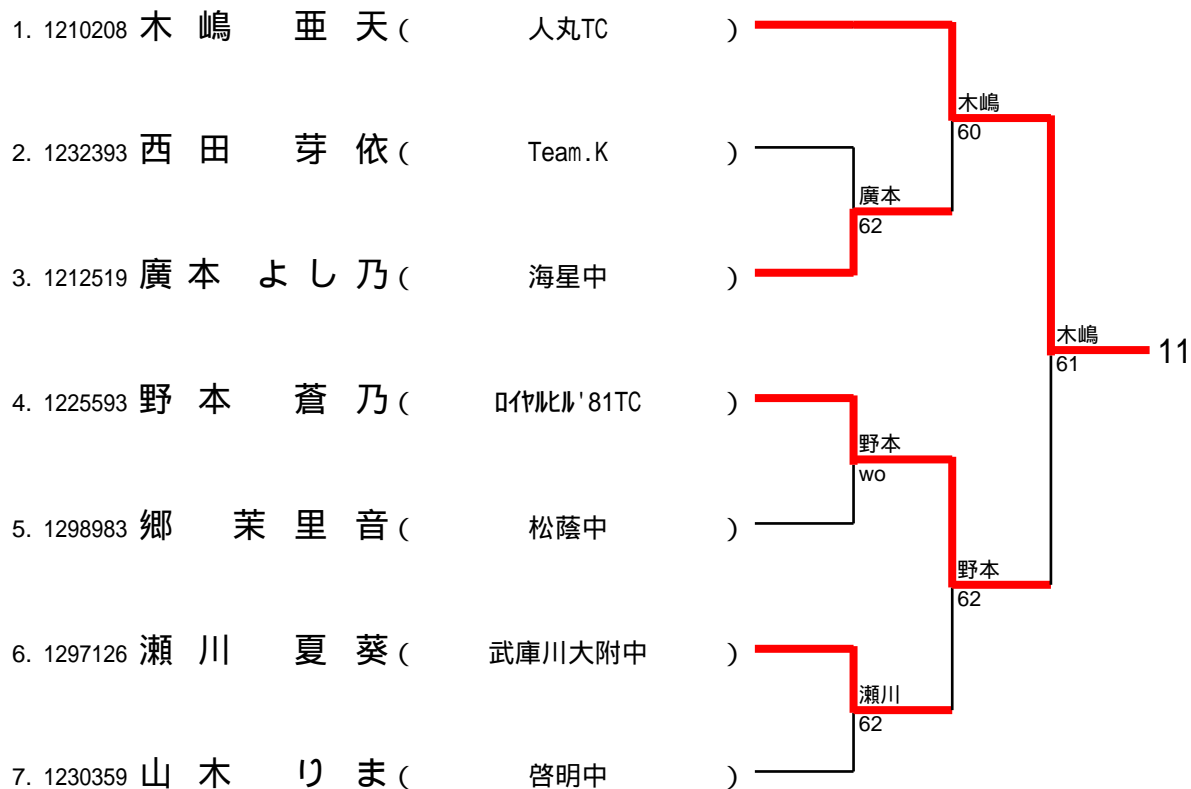 1. 1210208 木 嶋 亜 天 ( 人丸TC )
木嶋
60
2. 1232393 西 田 芽 依 ( Team.K )
廣本
62
3. 1212519 廣 本 よ し 乃 ( 海星中 )
木嶋
61
11
4. 1225593 野 本 蒼 乃 ( ﾛｲﾔﾙﾋﾙ'81TC )
野本
wo
5. 1298983 郷 茉 里 音 ( 松蔭中 )
野本
62
6. 1297126 瀬 川 夏 葵 ( 武庫川大附中 )
瀬川
62
7. 1230359 山 木 り ま ( 啓明中 )